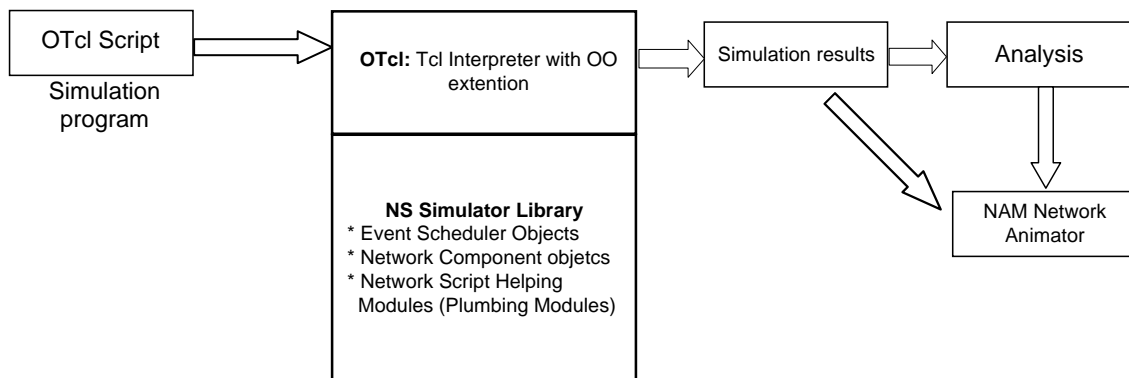 OTcl Script
Simulation
program
OTcl: Tcl Interpreter with OO
extention
NS Simulator Library
* Event Scheduler Objects
* Network Component objetcs
* Network Script Helping
Modules (Plumbing Modules)
Simulation results
Analysis
NAM Network
Animator